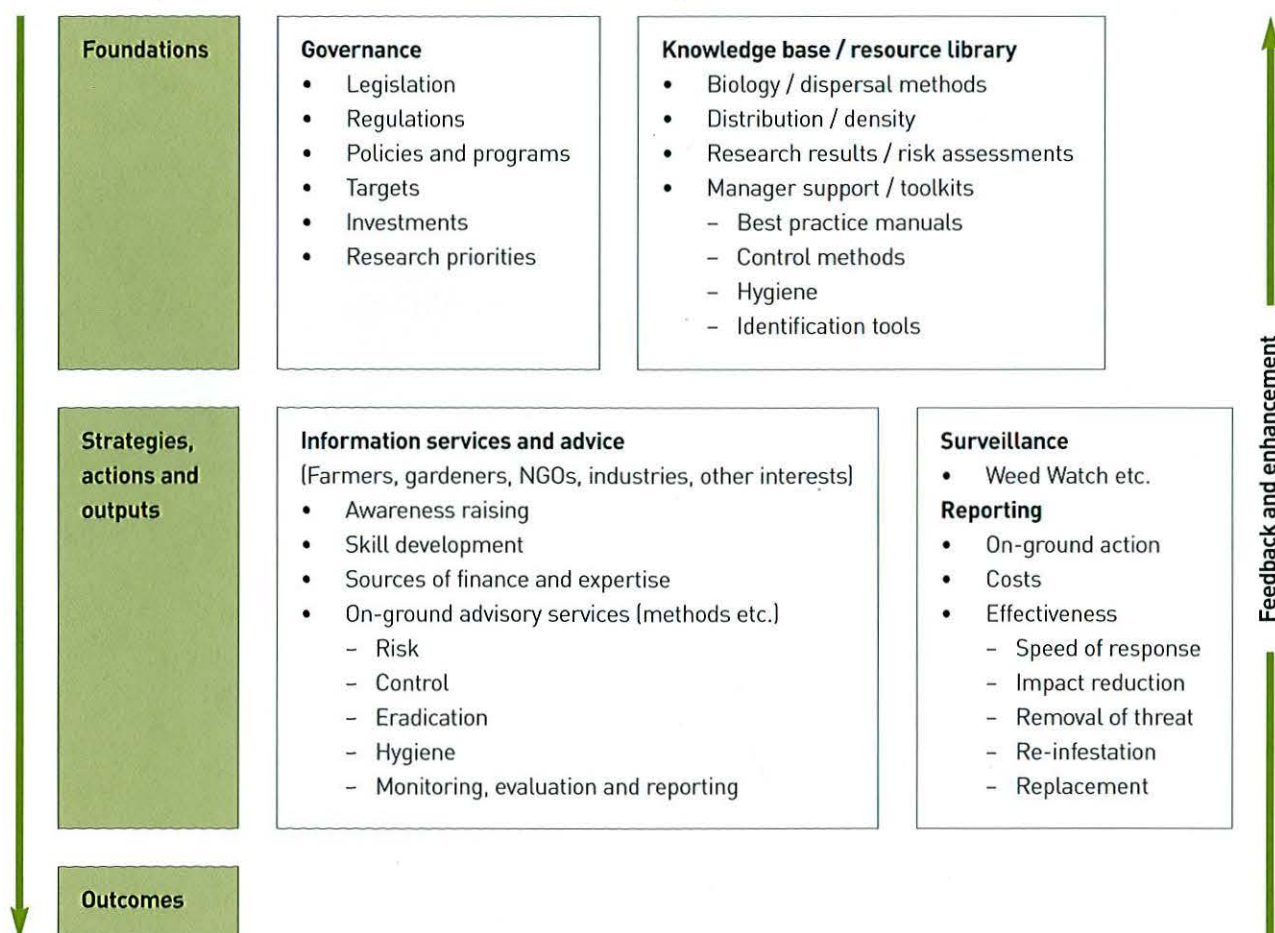 Foundations
Governance
• Legislation
• Regulations
• Policies and programs
• Targets
• Investments
• Research priorities
Knowledge base / resource library
• Biology / dispersal methods
• Distribution / density
• Research results / risk assessments
• Manager support / toolkits
– Best practice manuals
– Control methods
– Hygiene
– Identification tools
Strategies,
actions and
outputs
Information services and advice
(Farmers, gardeners, NGOs, industries, other interests)
• Awareness raising
• Skill development
• Sources of finance and expertise
• On-ground advisory services (methods etc.)
– Risk
– Control
– Eradication
– Hygiene
– Monitoring, evaluation and reporting
Surveillance
• Weed Watch etc.
Reporting
• On-ground action
• Costs
• Effectiveness
– Speed of response
– Impact reduction
– Removal of threat
– Re-infestation
– Replacement
Feedback and enhancement
Outcomes